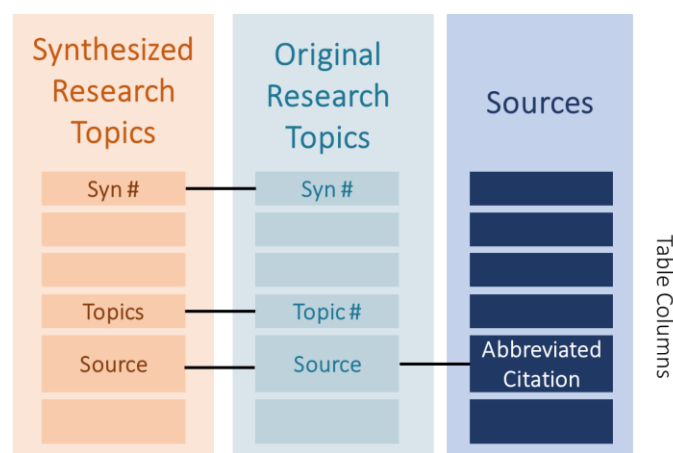 Synthesized
Research
Topics
Original
Research
Topics
Sources
Syn #
Syn #
Topics
Topic #
Source
Source
Abbreviated
Citation
Table Columns